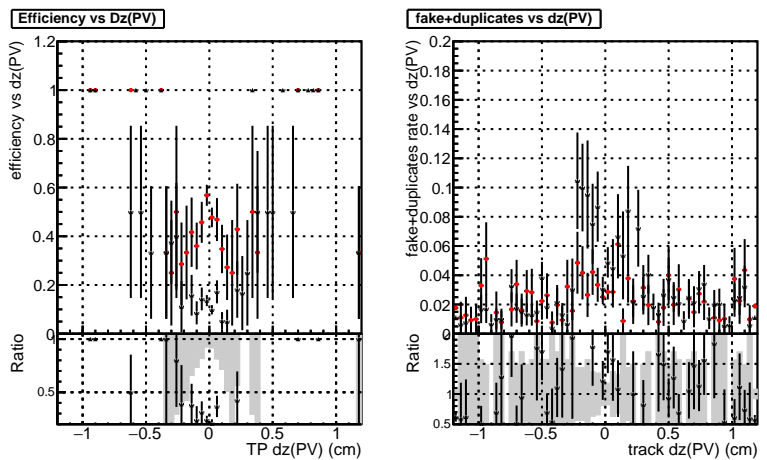 Efficiency vs Dz(PV)
efficiency vs dz(PV)
1.2
1
0.8
0.6
0.4
0.2
0
Ratio
1
0.5
−1 −0.5 0 0.5 1
TP dz(PV) (cm)
fake+duplicates vs dz(PV)
fake+duplicates rate vs dz(PV)
0.2
0.18
0.16
0.14
0.12
0.1
0.08
0.06
0.04
0.02
0
Ratio
2
1.5
1
0.5
−1 −0.5 0 0.5 1
track dz(PV) (cm)